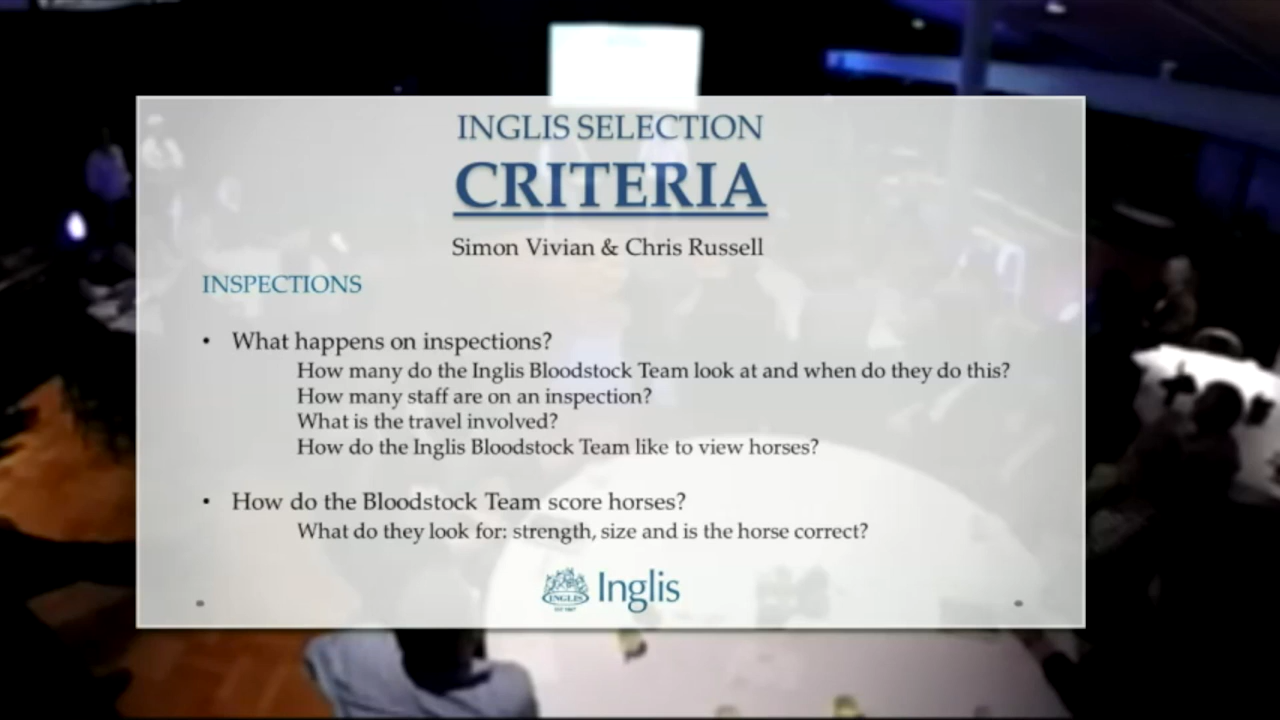 INGLIS SELECTION
CRITERIA
Simon Vivian & Chris Russell
INSPECTIONS
• What happens on inspections?
How many do the Inglis Bloodstock Team look at and when do they do this?
How many staff are on an inspection?
What is the travel involved?
How do the Inglis Bloodstock Team like to view horses?
• How do the Bloodstock Team score horses?
What do they look for: strength, size and is the horse correct?
INGLIS
Inglis